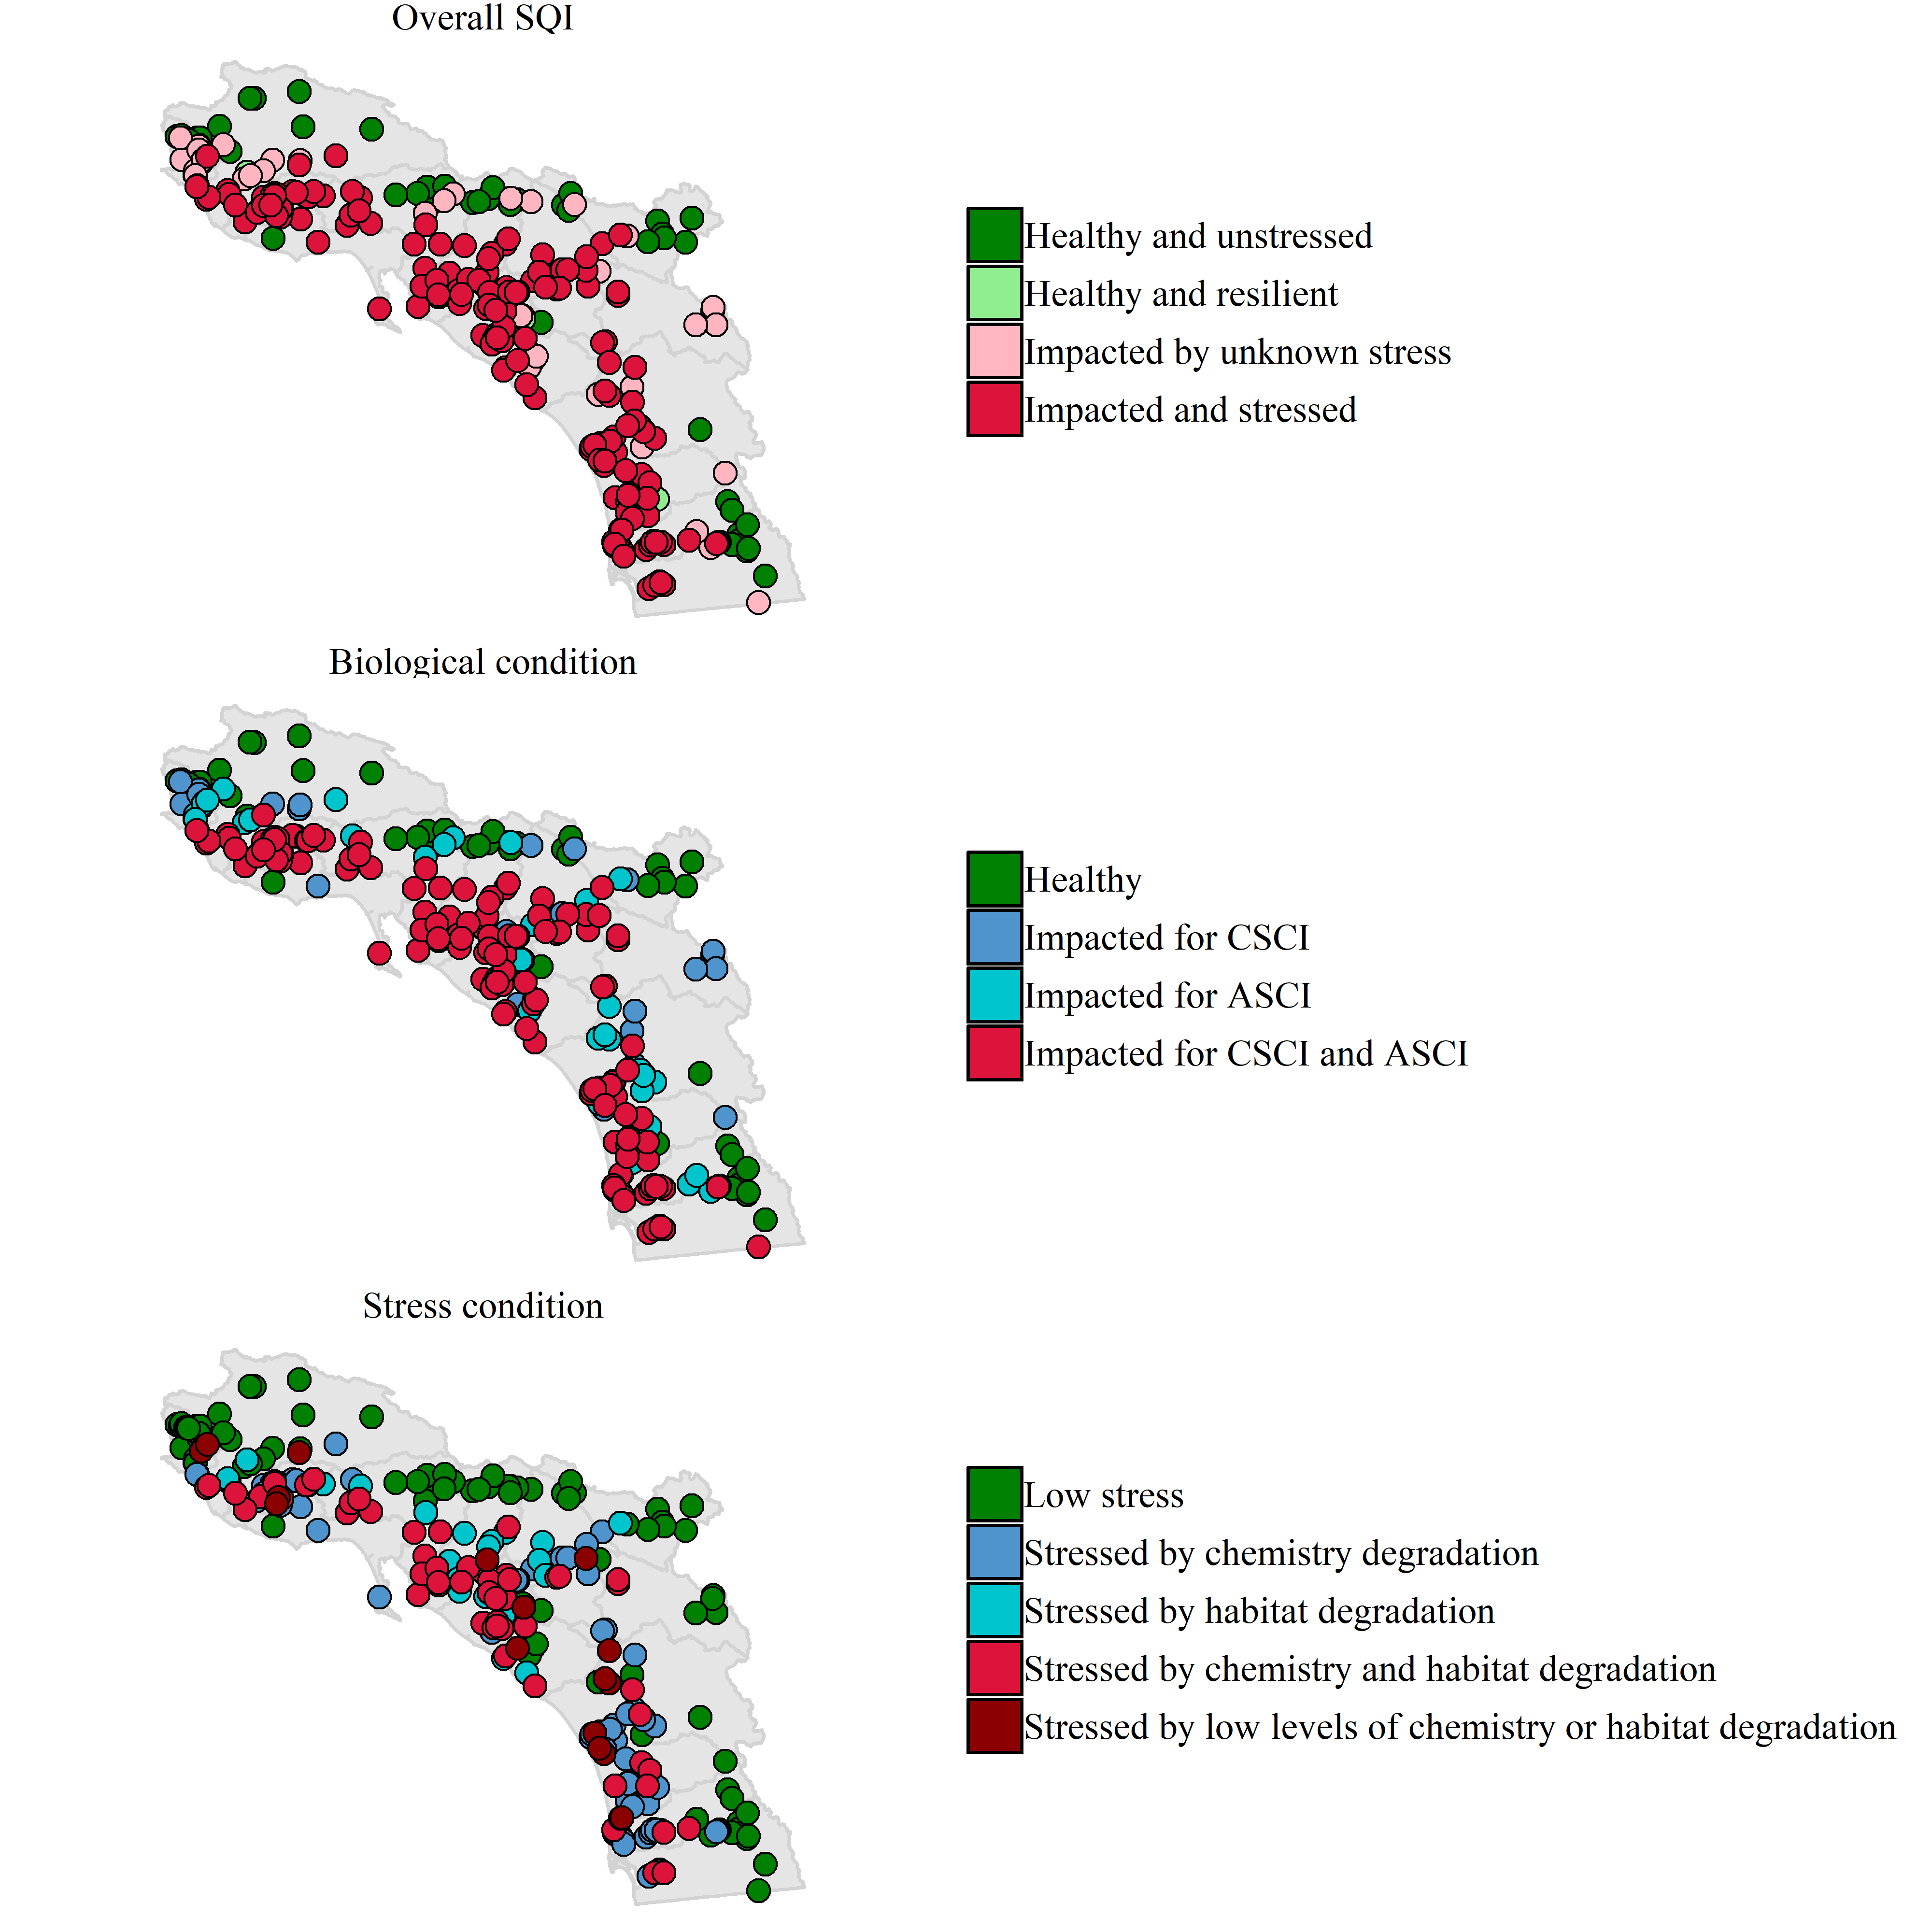 Overall SQI
Healthy and unstressed
Healthy and resilient
Impacted by unknown stress
Impacted and stressed
Biological condition
Healthy
Impacted for CSCI
Impacted for ASCI
Impacted for CSCI and ASCI
Stress condition
Low stress
Stressed by chemistry degradation
Stressed by habitat degradation
Stressed by chemistry and habitat degradation
Stressed by low levels of chemistry or habitat degradation